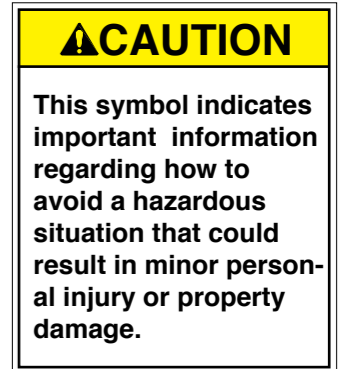 CAUTION
This symbol indicates
important information
regarding how to
avoid a hazardous
situation that could
result in minor person-
al injury or property
damage.